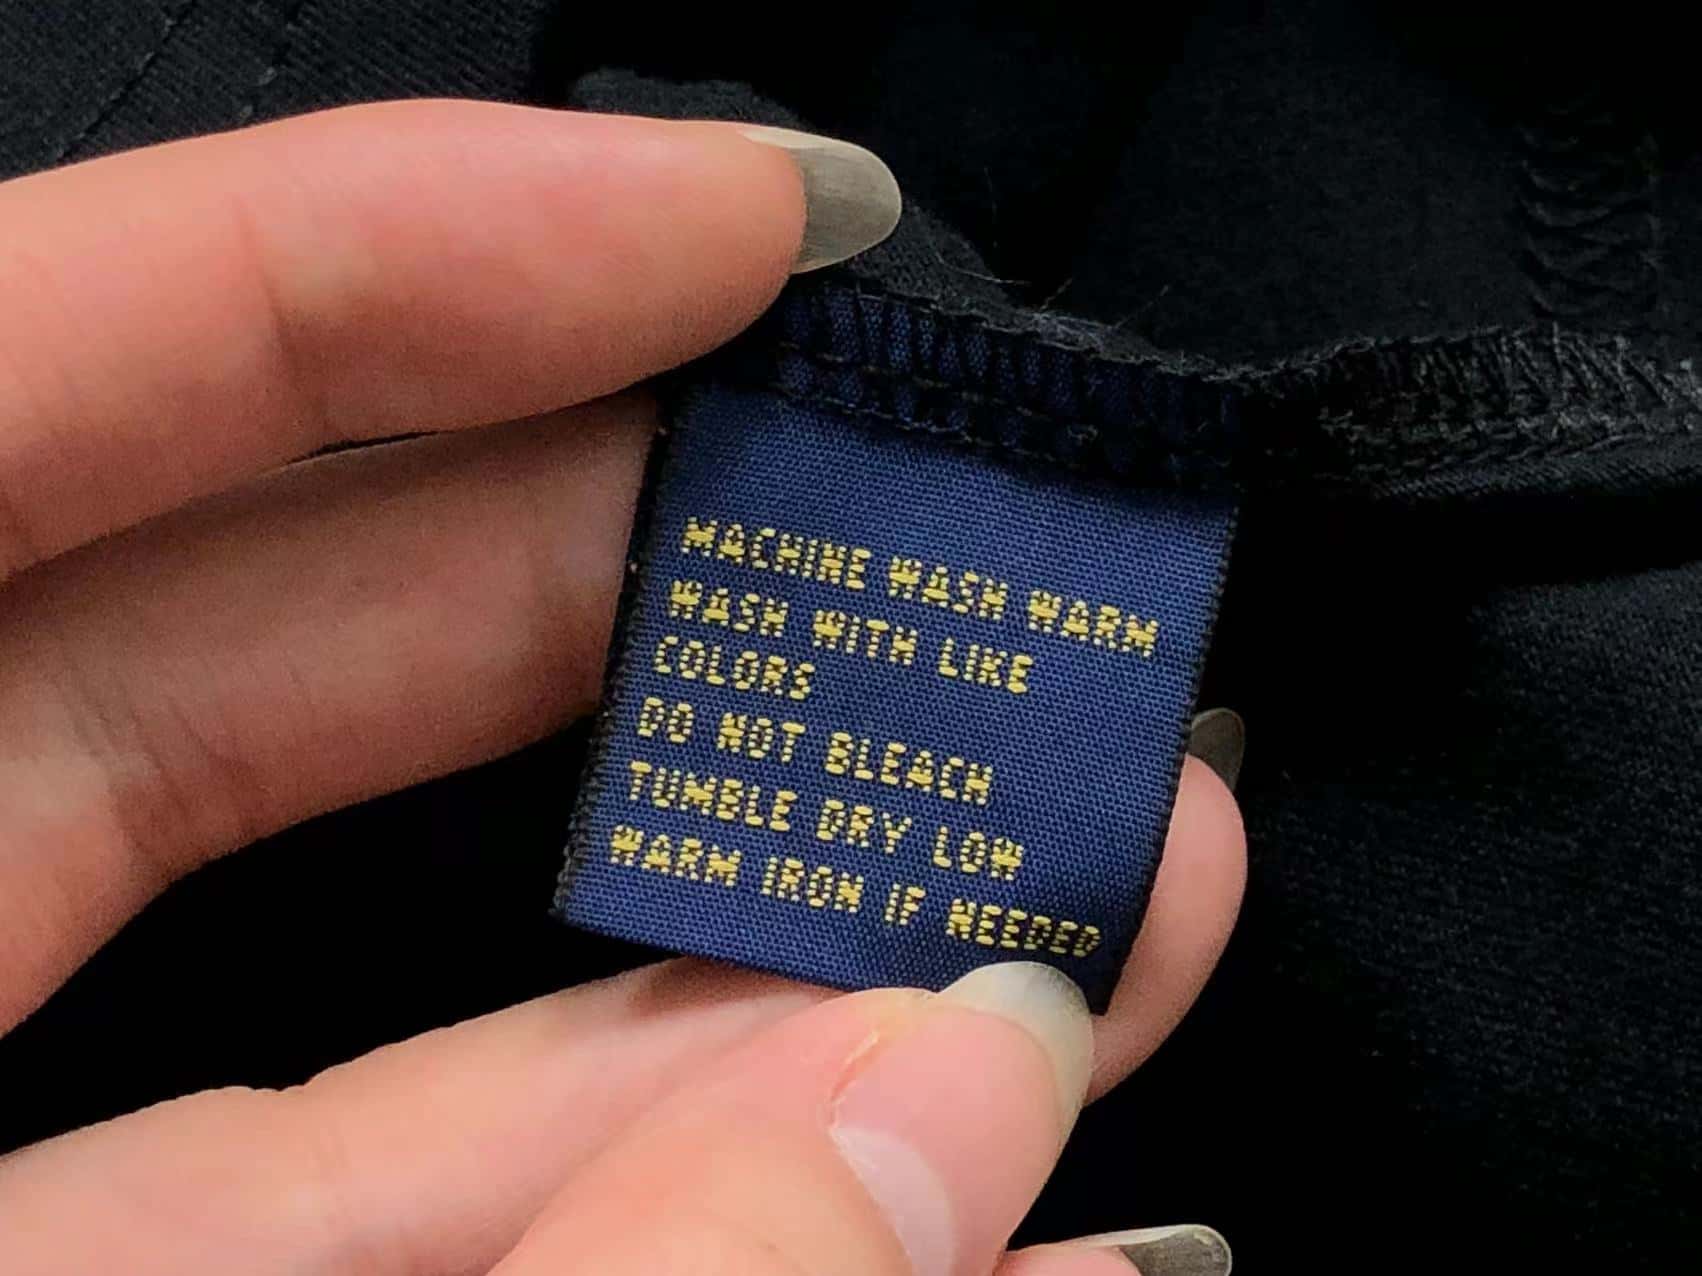 MACHINE WASH WARM
WASH WITH LIKE
COLORS
DO NOT BLEACH
TUMBLE DRY LOW
WARM IRON IF NEEDED